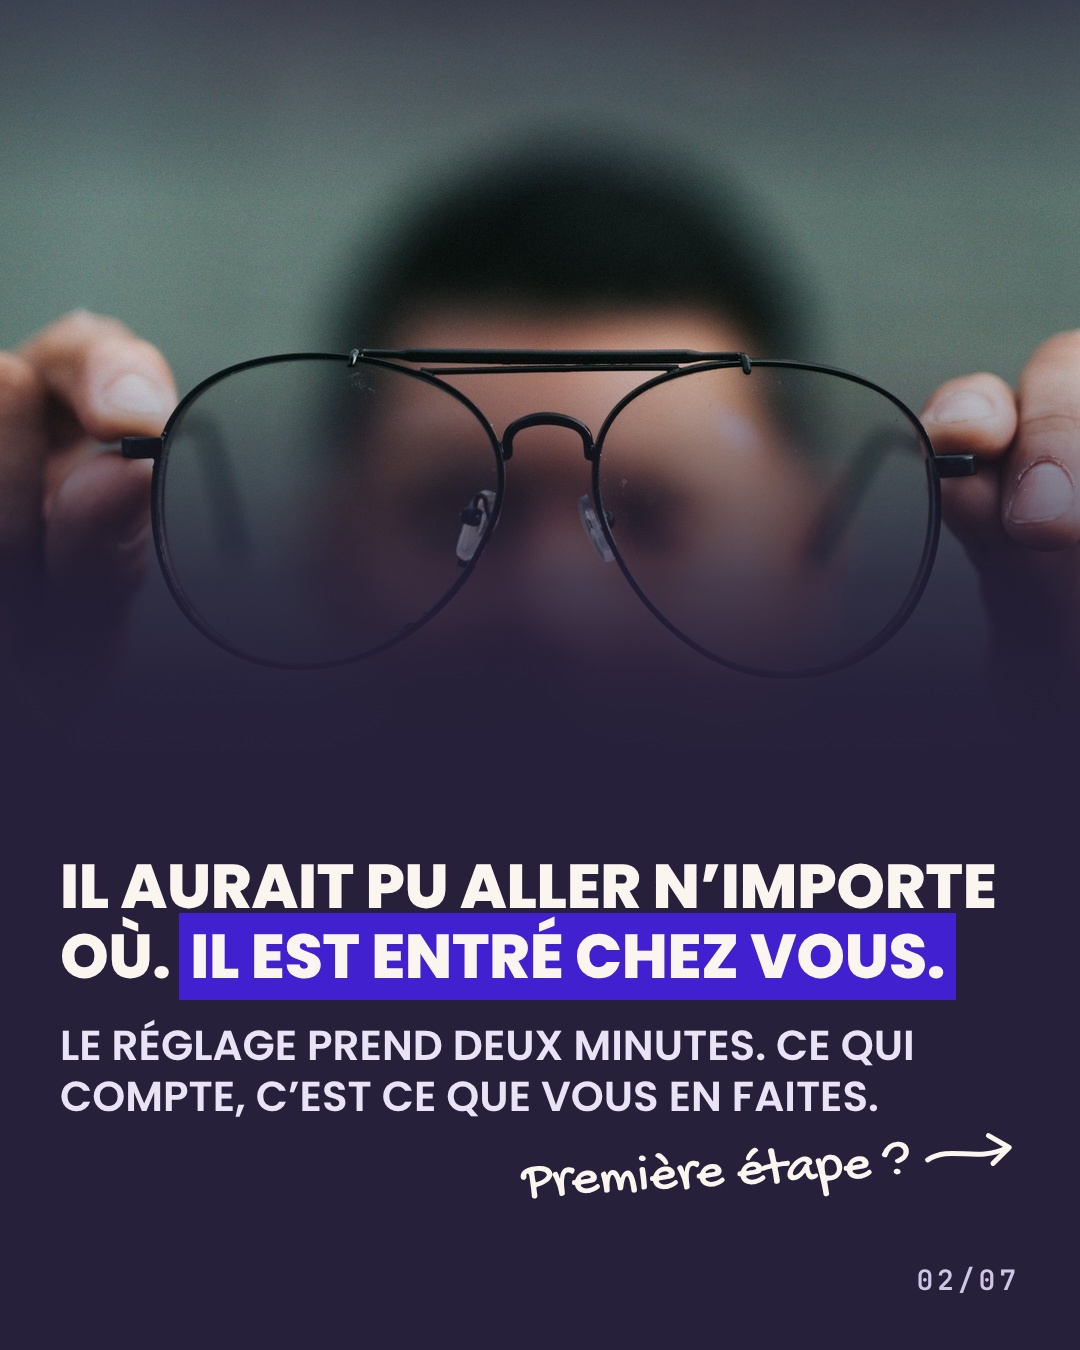 IL AURAIT PU ALLER N’IMPORTE
OÙ. IL EST ENTRÉ CHEZ VOUS.
LE RÉGLAGE PREND DEUX MINUTES. CE QUI
COMPTE, C’EST CE QUE VOUS EN FAITES.
Première étape ? →
02/07